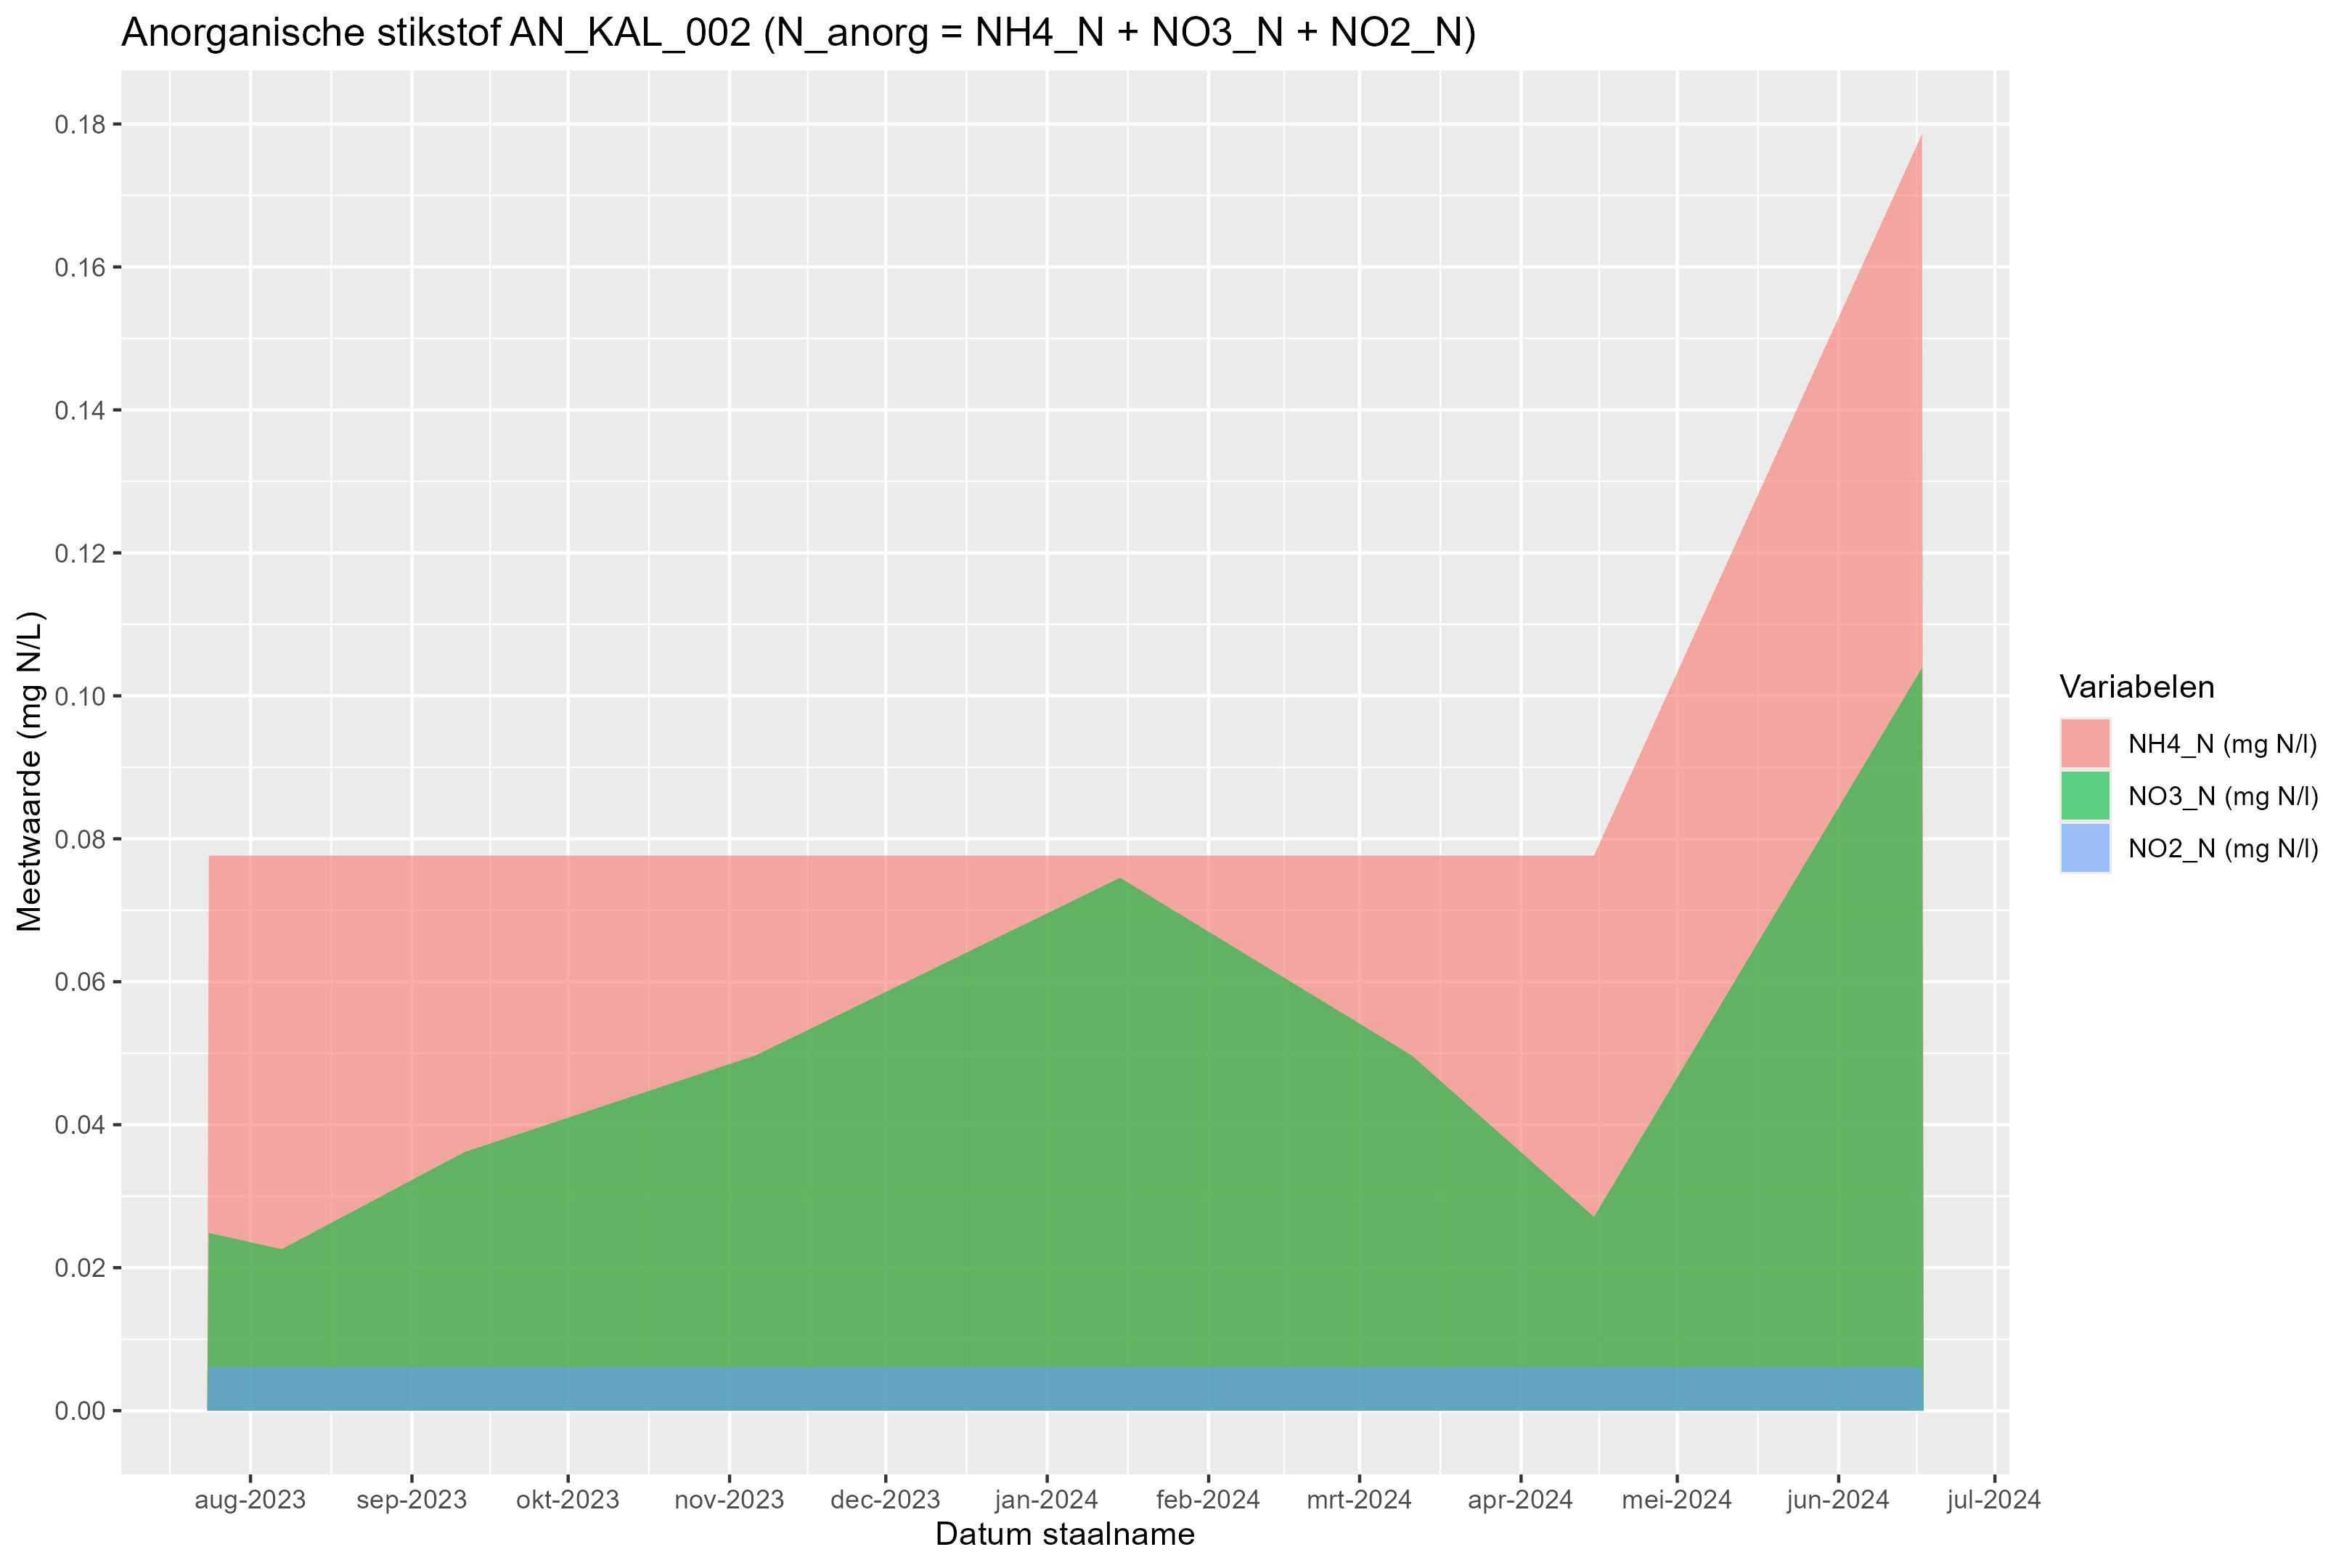 Anorganische stikstof AN_KAL_002 (N_anorg = NH4_N + NO3_N + NO2_N)
Meetwaarde (mg N/L)
0.18
0.16
0.14
0.12
0.10
0.08
0.06
0.04
0.02
0.00
aug-2023 sep-2023 okt-2023 nov-2023 dec-2023 jan-2024 feb-2024 mrt-2024 apr-2024 mei-2024 jun-2024 jul-2024
Datum staalname
Variabelen
NH4_N (mg N/l)
NO3_N (mg N/l)
NO2_N (mg N/l)